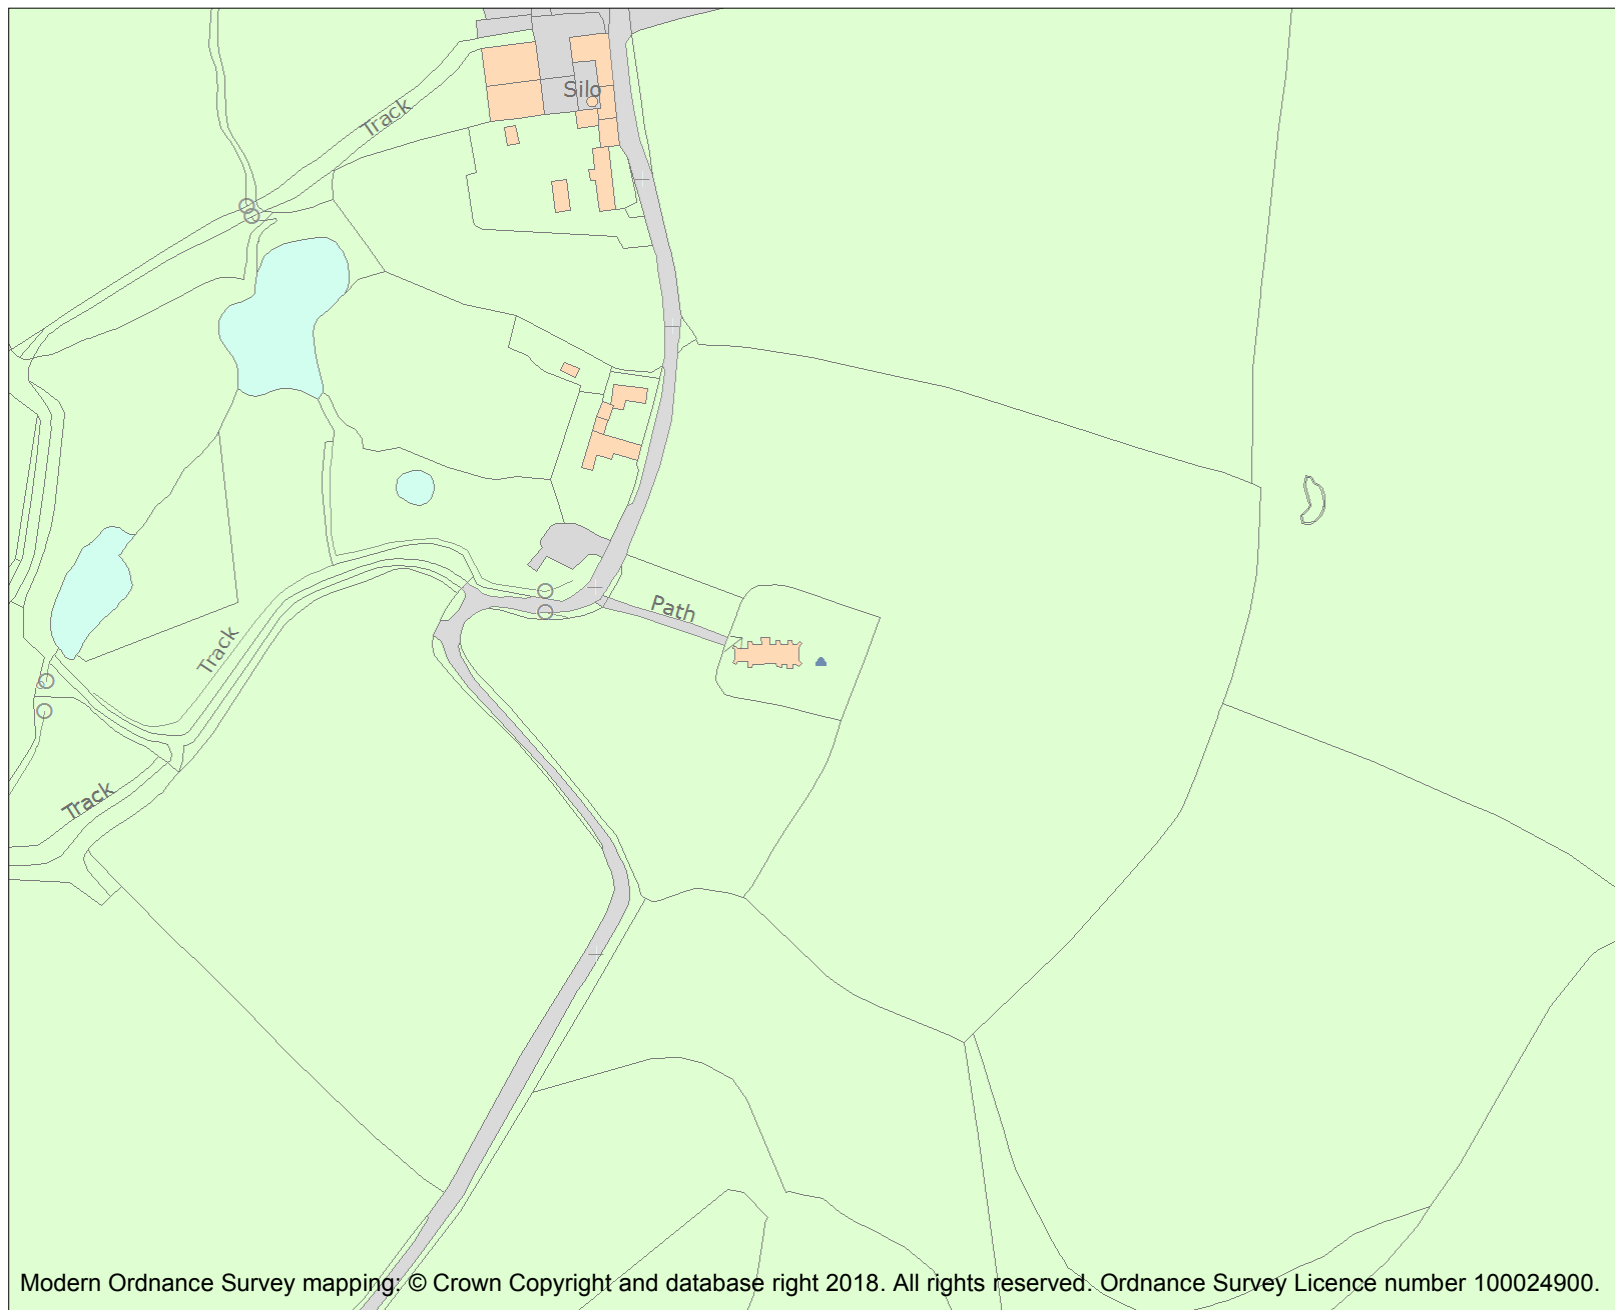 Silo
Track
Path
Track
Track
Modern Ordnance Survey mapping: © Crown Copyright and database right 2018. All rights reserved. Ordnance Survey Licence number 100024900.